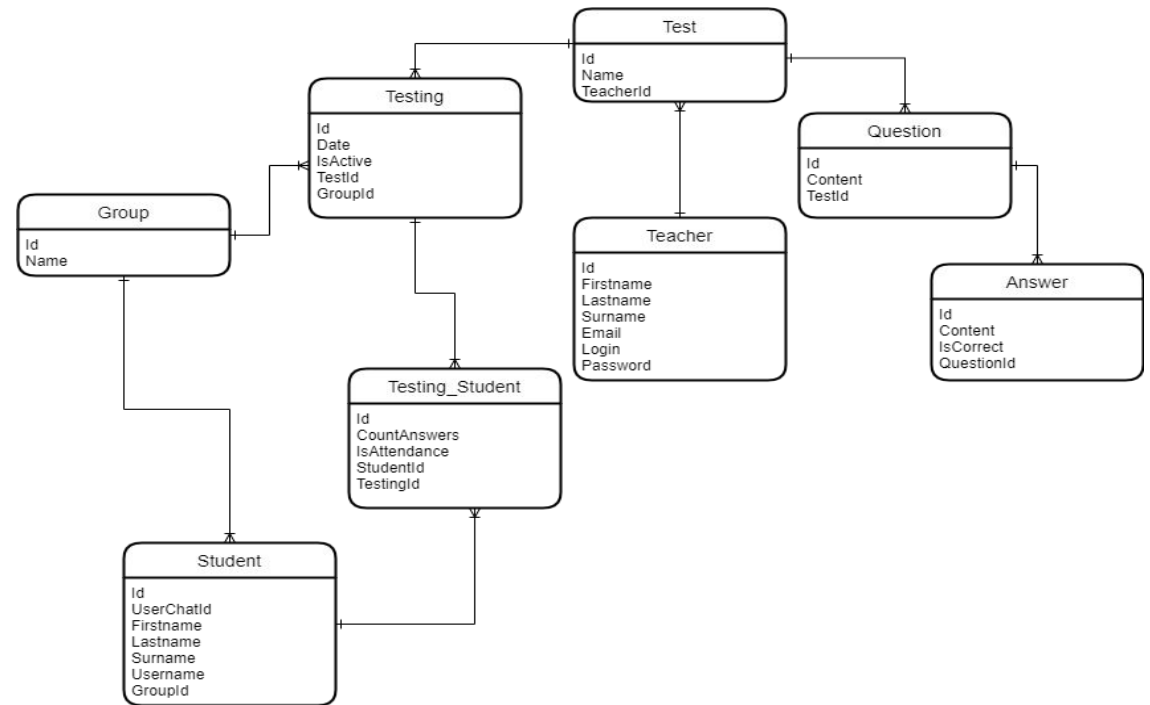 Test
Id
Name
TeacherId
Testing
Id
Date
IsActive
TestId
GroupId
Question
Id
Content
TestId
Group
Id
Name
Teacher
Id
Firstname
Lastname
Surname
Email
Login
Password
Answer
Id
Content
IsCorrect
QuestionId
Testing_Student
Id
CountAnswers
IsAttendance
StudentId
TestingId
Student
Id
UserChatId
Firstname
Lastname
Surname
Username
GroupId